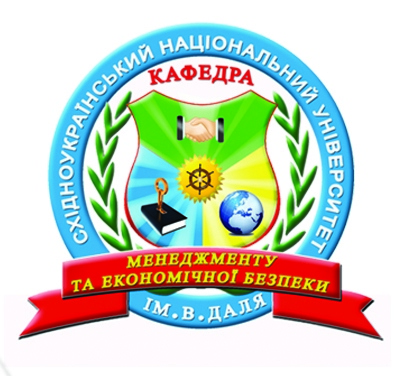 СХІДНОУКРАЇНСЬКИЙ НАЦІОНАЛЬНИЙ УНІВЕРСИТЕТ
КАФЕДРА
МЕНЕДЖМЕНТУ
ТА ЕКОНОМІЧНОЇ БЕЗПЕКИ
ІМ.В.ДАЛЯ